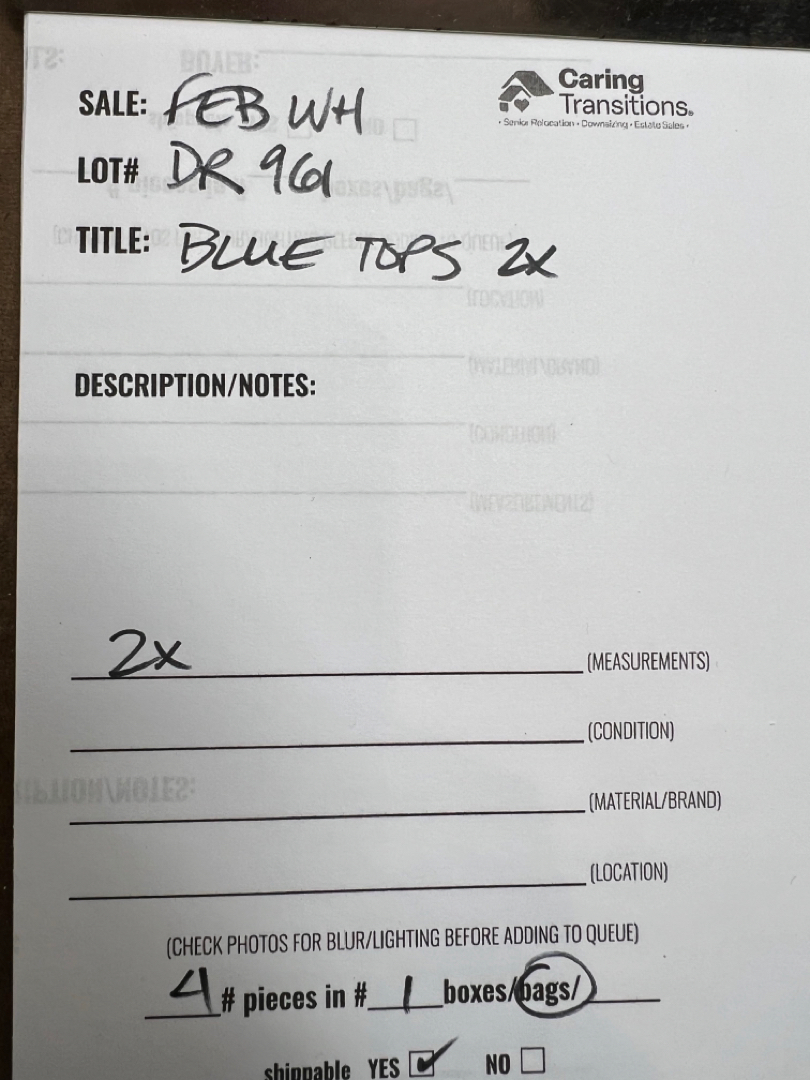 SALE: FEB WH
Caring
Transitions®
• Senior Relocation • Downsizing • Estate Sales •
LOT# DR 961
TITLE: BLUE TOPS 2X
DESCRIPTION/NOTES:
2X (MEASUREMENTS)
(CONDITION)
(MATERIAL/BRAND)
(LOCATION)
(CHECK PHOTOS FOR BLUR/LIGHTING BEFORE ADDING TO QUEUE)
4 # pieces in # 1 boxes/bags/
shippable YES ✓ NO